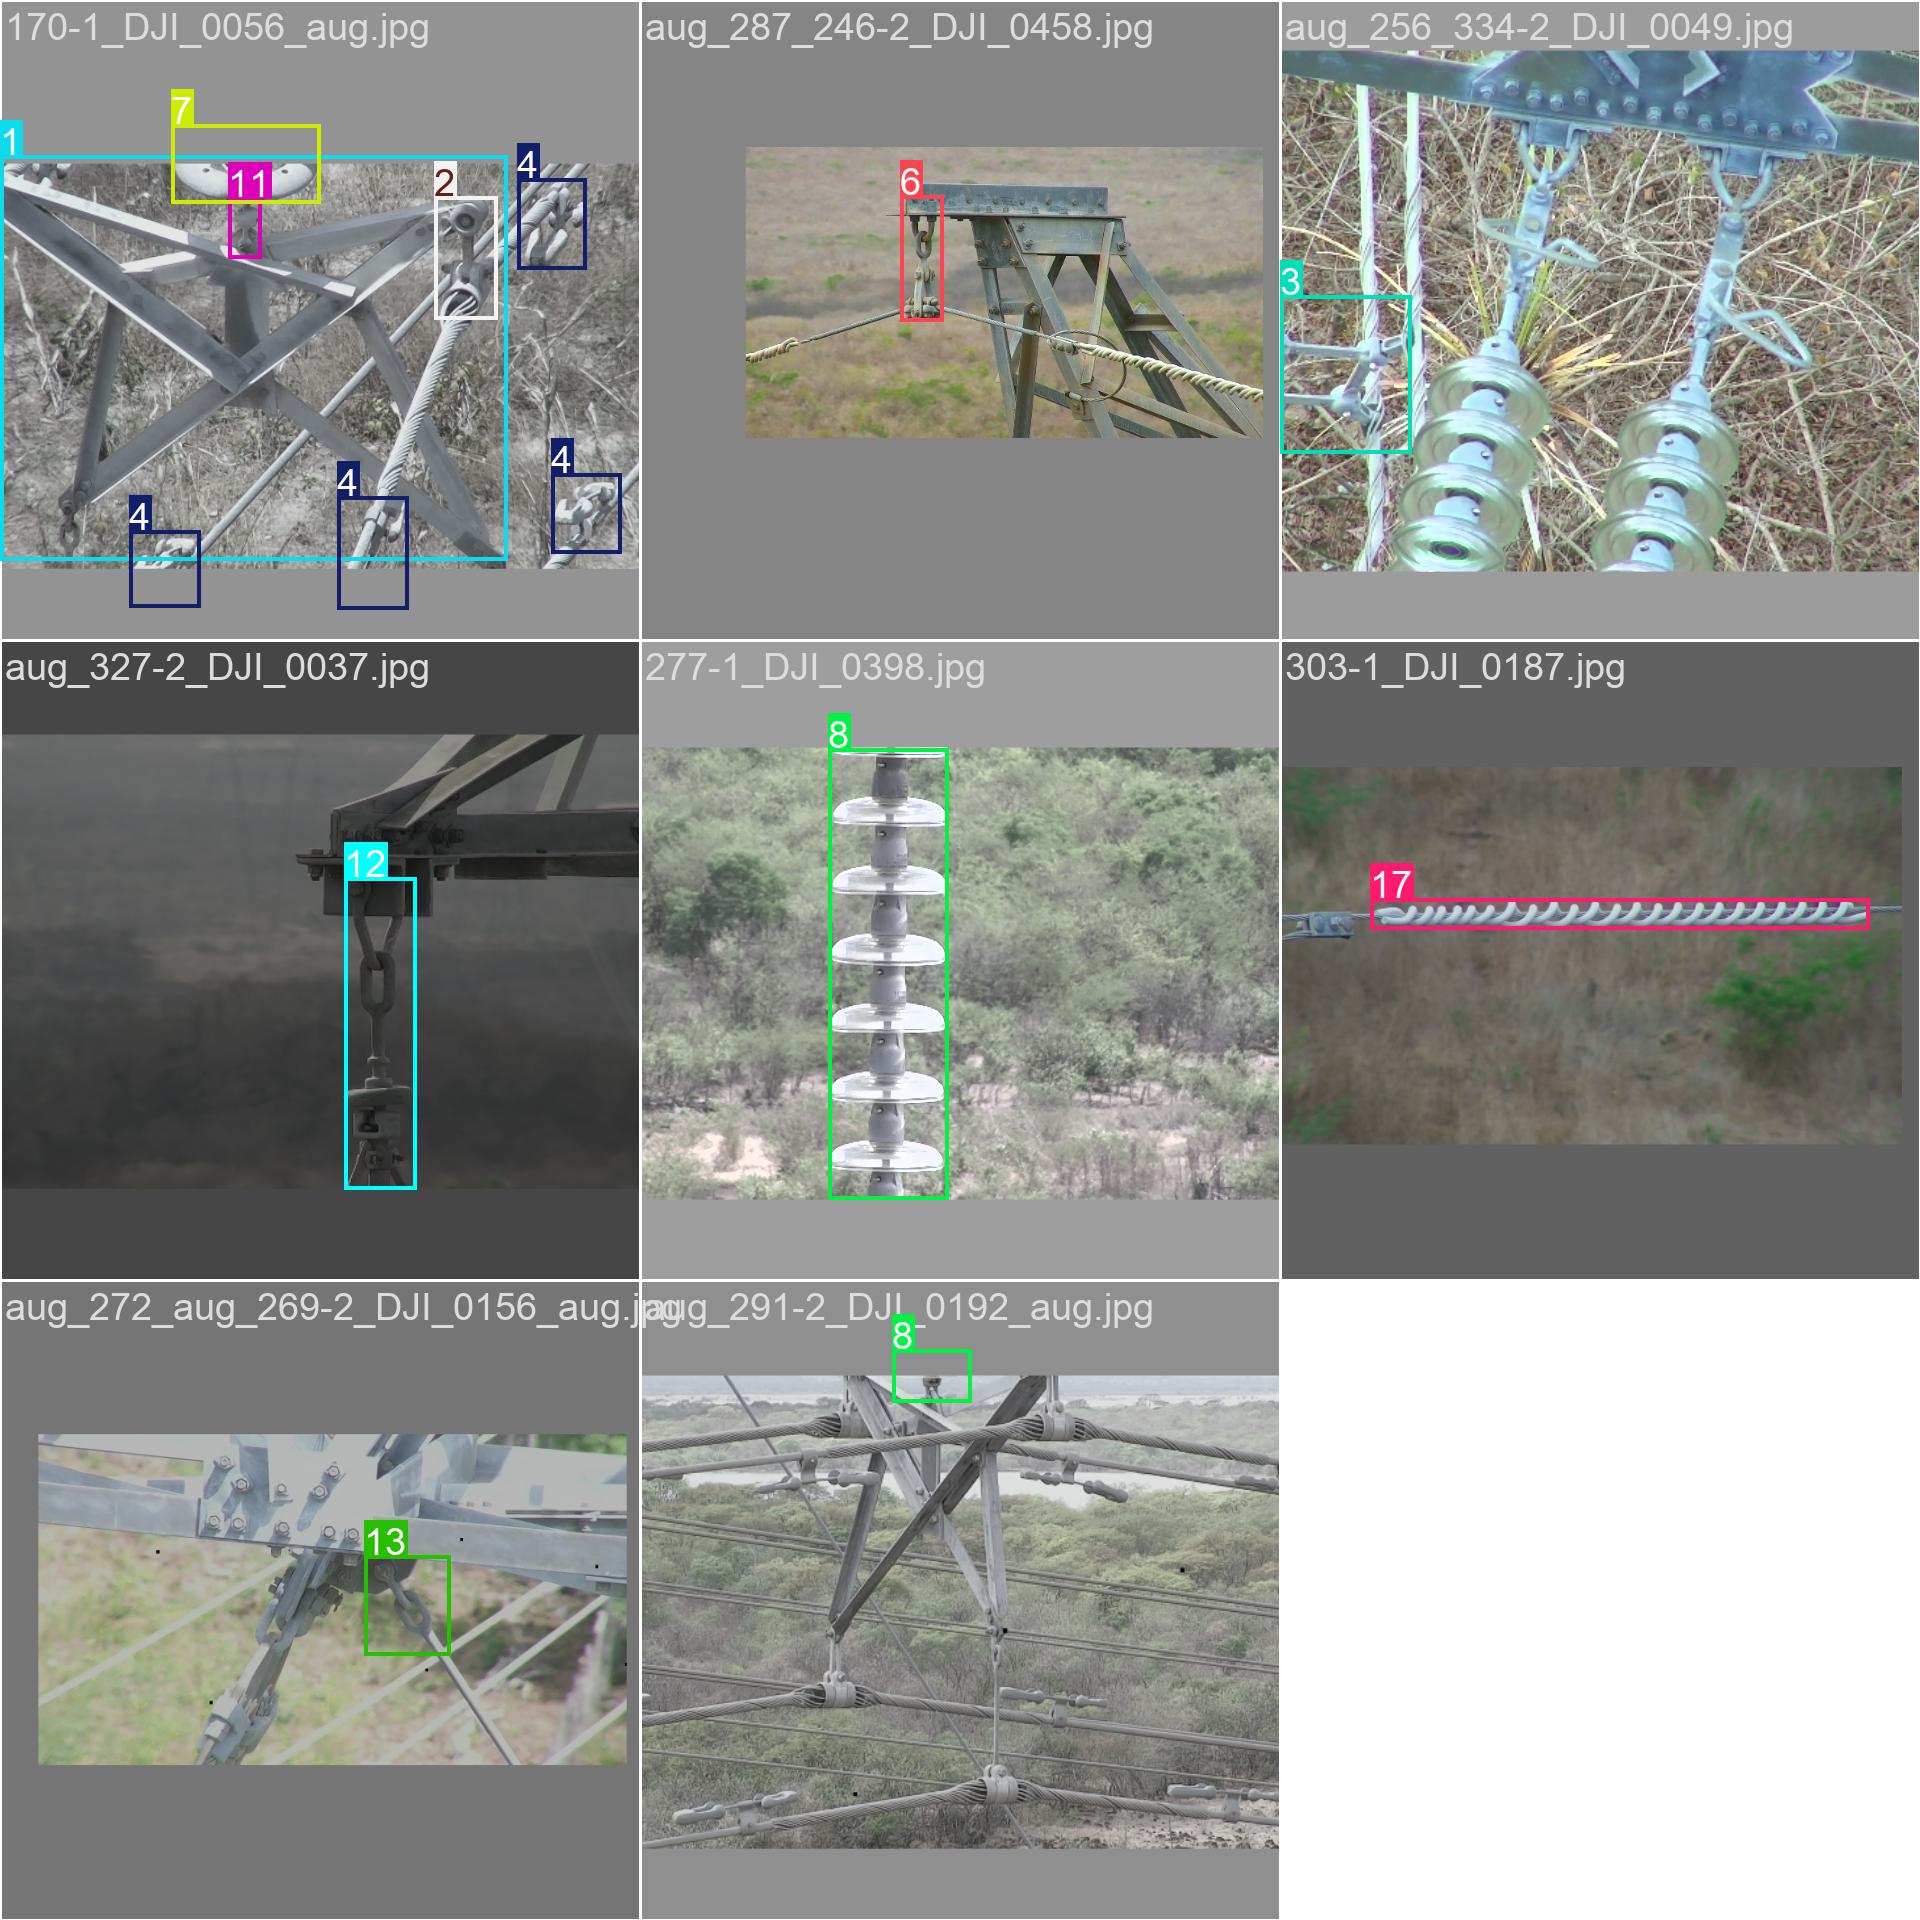 170-1_DJI_0056_aug.jpg
aug_287_246-2_DJI_0458.jpg
aug_256_334-2_DJI_0049.jpg
7
1
11
2
4
4
4
4
6
3
aug_327-2_DJI_0037.jpg
277-1_DJI_0398.jpg
303-1_DJI_0187.jpg
12
8
17
aug_272_aug_269-2_DJI_0156_aug.jpg
aug_291-2_DJI_0192_aug.jpg
13
8